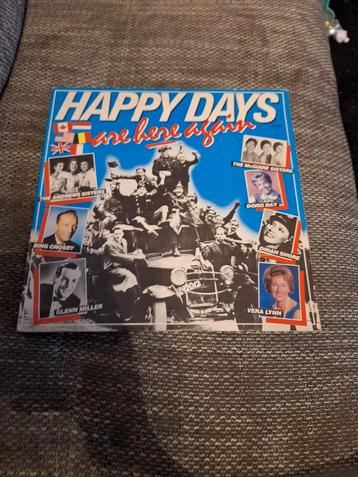 HAPPY DAYS
are here again
THE ANDREWS SISTERS
THE McGUIRE SISTERS
DORIS DAY
BING CROSBY
DINAH SHORE
GLENN MILLER
VERA LYNN